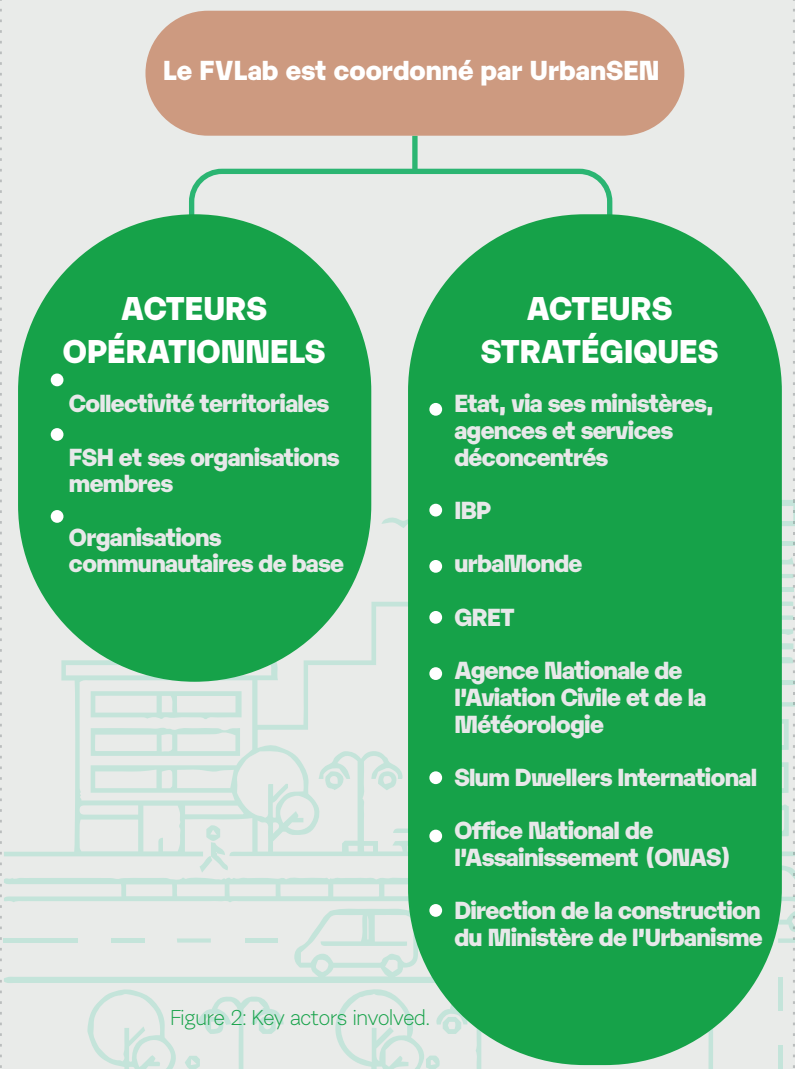 Le FVLab est coordonné par UrbanSEN
ACTEURS
OPÉRATIONNELS
Collectivité territoriales
FSH et ses organisations
membres
Organisations
communautaires de base
ACTEURS
STRATÉGIQUES
Etat, via ses ministères,
agences et services
déconcentrés
IBP
urbaMonde
GRET
Agence Nationale de
l'Aviation Civile et de la
Météorologie
Slum Dwellers International
Office National de
l'Assainissement (ONAS)
Direction de la construction
du Ministère de l'Urbanisme
Figure 2: Key actors involved.